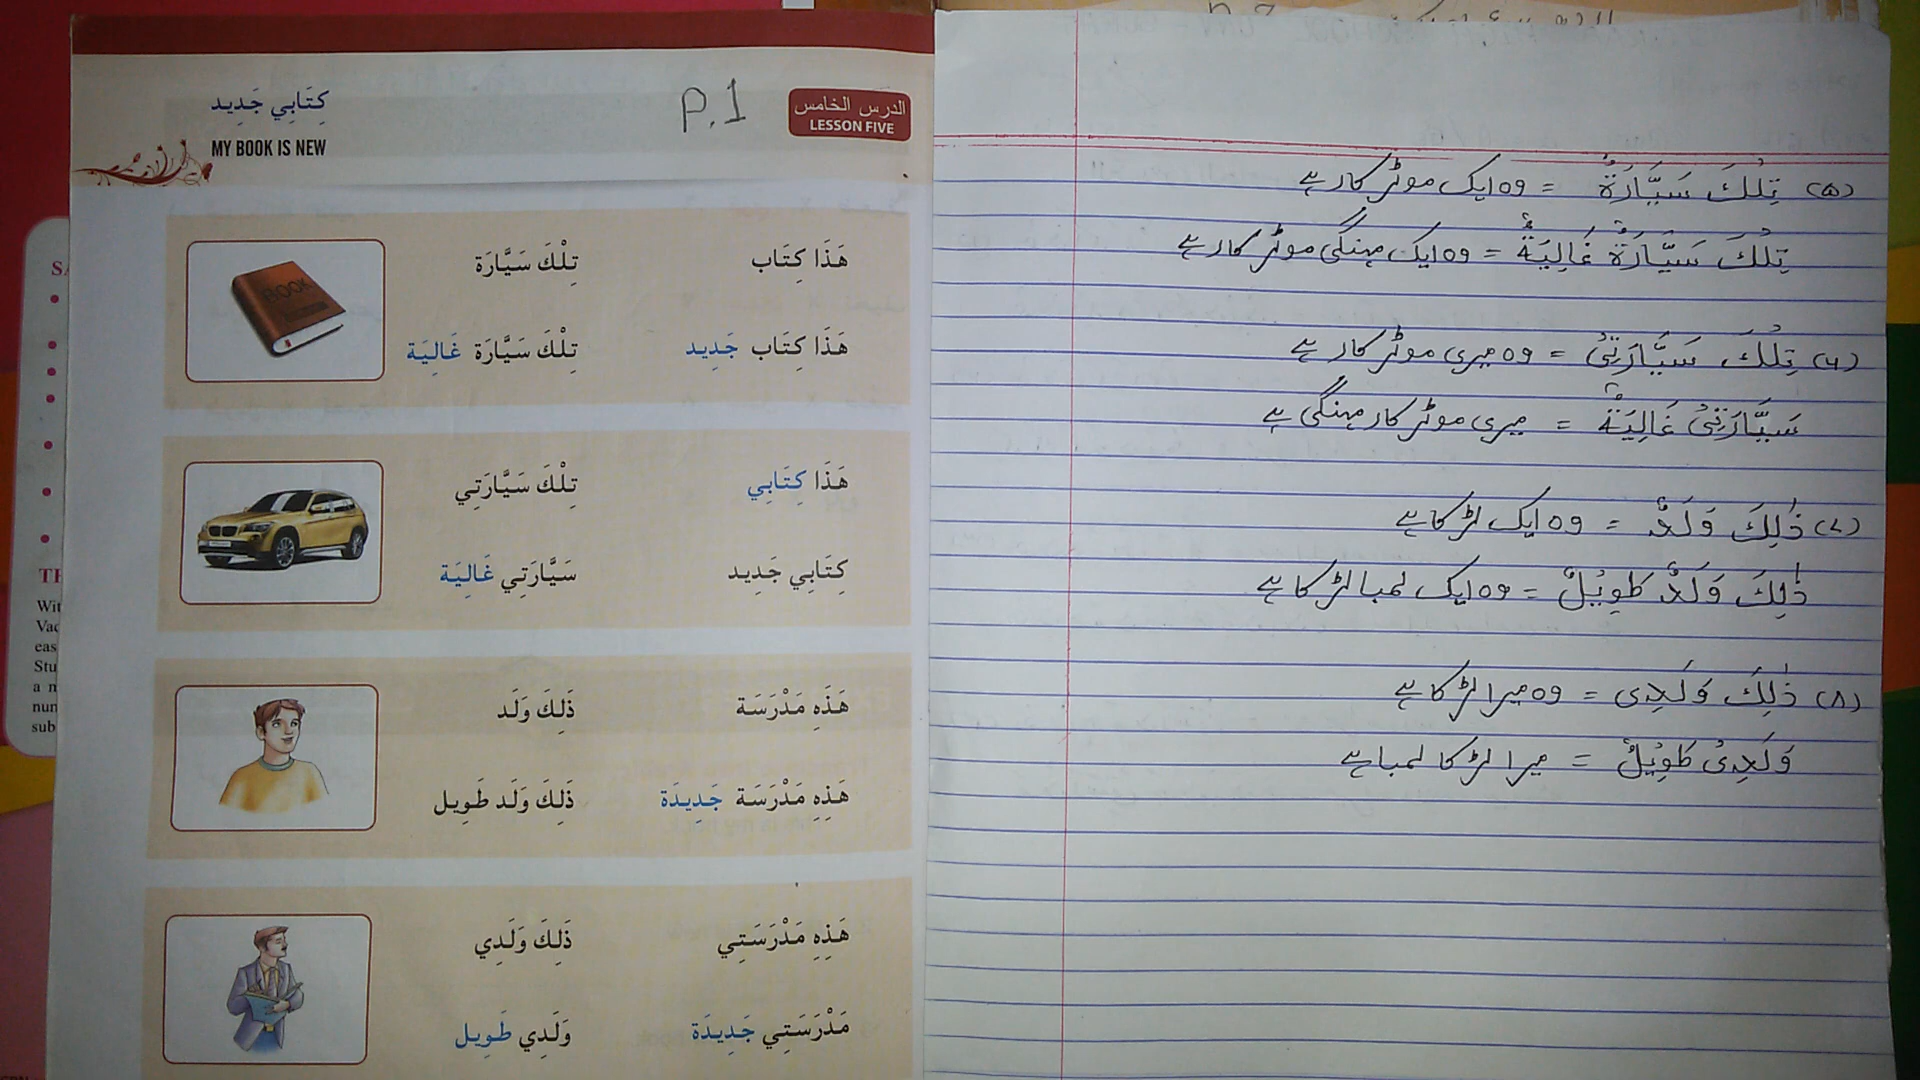 كِتَابِي جَدِيد
MY BOOK IS NEW
P.1
الدرس الخامس
LESSON FIVE
هَذَا كِتَاب
تِلْكَ سَيَّارَة
هَذَا كِتَاب جَدِيد
تِلْكَ سَيَّارَة غَالِيَة
BOOK
هَذَا كِتَابِي
تِلْكَ سَيَّارَتِي
كِتَابِي جَدِيد
سَيَّارَتِي غَالِيَة
هَذِهِ مَدْرَسَة
ذَلِكَ وَلَد
هَذِهِ مَدْرَسَة جَدِيدَة
ذَلِكَ وَلَد طَوِيل
هَذِهِ مَدْرَسَتِي
ذَلِكَ وَلَدِي
مَدْرَسَتِي جَدِيدَة
وَلَدِي طَوِيل
(۵) تِلْكَ سَيَّارَةٌ = وہ ایک موٹر کار ہے
تِلْكَ سَيَّارَةٌ غَالِيَةٌ = وہ ایک مہنگی موٹر کار ہے
(۶) تِلْكَ سَيَّارَتِىْ = وہ میری موٹر کار ہے
سَيَّارَتِىْ غَالِيَةٌ = میری موٹر کار مہنگی ہے
(۷) ذٰلِكَ وَلَدٌ = وہ ایک لڑکا ہے
ذٰلِكَ وَلَدٌ طَوِيْلٌ = وہ ایک لمبا لڑکا ہے
(۸) ذٰلِكَ وَلَدِى = وہ میرا لڑکا ہے
وَلَدِىْ طَوِيْلٌ = میرا لڑکا لمبا ہے